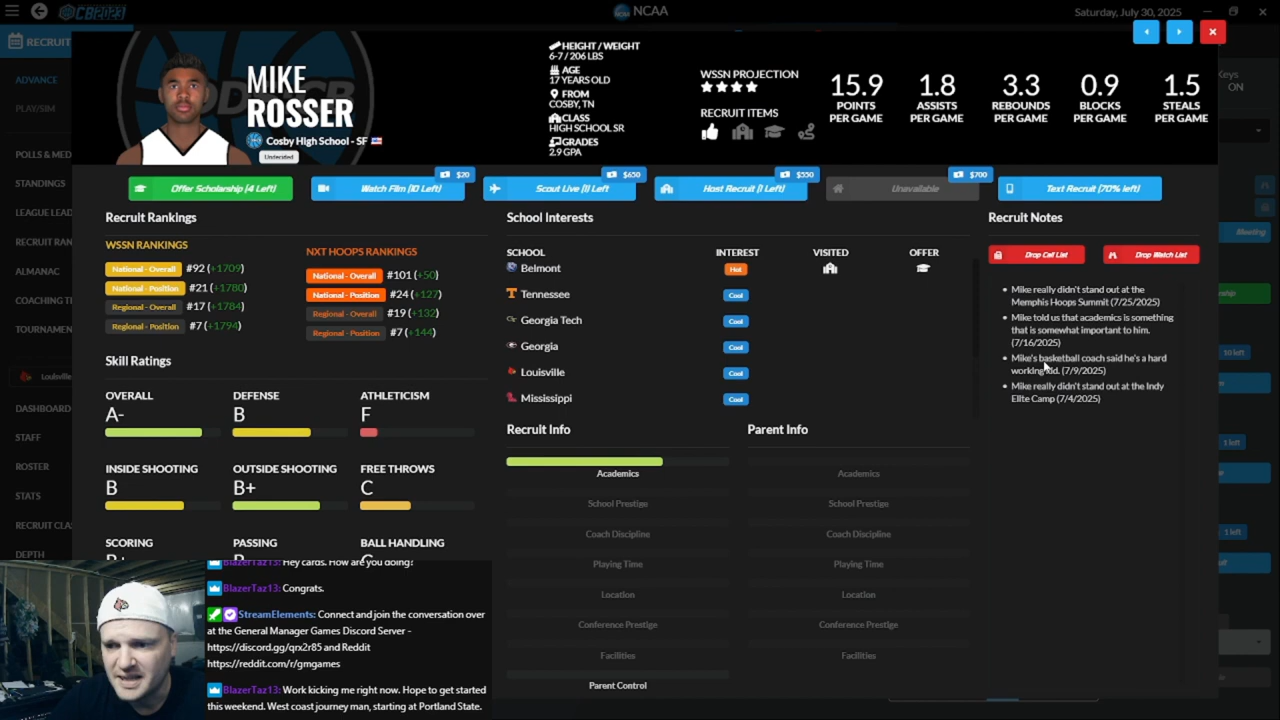 CB2023
NCAA
Saturday, July 30, 2025
RECRUIT
ADVANCE
PLAY/SIM
POLLS & MED
STANDINGS
LEAGUE LEAD
RECRUIT RAN
ALMANAC
COACHING T
TOURNAMEN
Louisville
DASHBOARD
STAFF
ROSTER
STATS
RECRUIT CLA
DEPTH
MIKE
ROSSER
Cosby High School - SF
Undecided
HEIGHT / WEIGHT
6-7 / 206 LBS
AGE
17 YEARS OLD
FROM
COSBY, TN
CLASS
HIGH SCHOOL SR
GRADES
2.9 GPA
WSSN PROJECTION
RECRUIT ITEMS
15.9
POINTS
PER GAME
1.8
ASSISTS
PER GAME
3.3
REBOUNDS
PER GAME
0.9
BLOCKS
PER GAME
1.5
STEALS
PER GAME
Keys
ON
Offer Scholarship (4 Left)
Watch Film (10 Left)
$20
Scout Live (1 Left
$650
Host Recruit (1 Left)
$550
Unavailable
$700
Text Recruit (70% left)
Recruit Rankings
WSSN RANKINGS
National - Overall #92 (+1709)
National - Position #21 (+1780)
Regional - Overall #17 (+1784)
Regional - Position #7 (+1794)
NXT HOOPS RANKINGS
National - Overall #101 (+50)
National - Position #24 (+127)
Regional - Overall #19 (+132)
Regional - Position #7 (+144)
Skill Ratings
OVERALL
A-
DEFENSE
B
ATHLETICISM
F
INSIDE SHOOTING
B
OUTSIDE SHOOTING
B+
FREE THROWS
C
SCORING
PASSING
BALL HANDLING
School Interests
SCHOOL INTEREST VISITED OFFER
Belmont Hot
Tennessee Cool
Georgia Tech Cool
Georgia Cool
Louisville Cool
Mississippi Cool
Recruit Info
Academics
School Prestige
Coach Discipline
Playing Time
Location
Conference Prestige
Facilities
Parent Control
Parent Info
Academics
School Prestige
Coach Discipline
Playing Time
Location
Conference Prestige
Facilities
Recruit Notes
Drop Call List
Drop Watch List
Mike really didn't stand out at the
Memphis Hoops Summit (7/25/2025)
Mike told us that academics is something
that is somewhat important to him.
(7/16/2025)
Mike's basketball coach said he's a hard
working kid. (7/9/2025)
Mike really didn't stand out at the Indy
Elite Camp (7/4/2025)
Meeting
10 left
1 left
1 left
BlazerTaz13: Hey cards. How are you doing?
BlazerTaz13: Congrats.
StreamElements: Connect and join the conversation over
at the General Manager Games Discord Server -
https://discord.gg/qrx2r85 and Reddit
https://reddit.com/r/gmgames
BlazerTaz13: Work kicking me right now. Hope to get started
this weekend. West coast journey man, starting at Portland State.